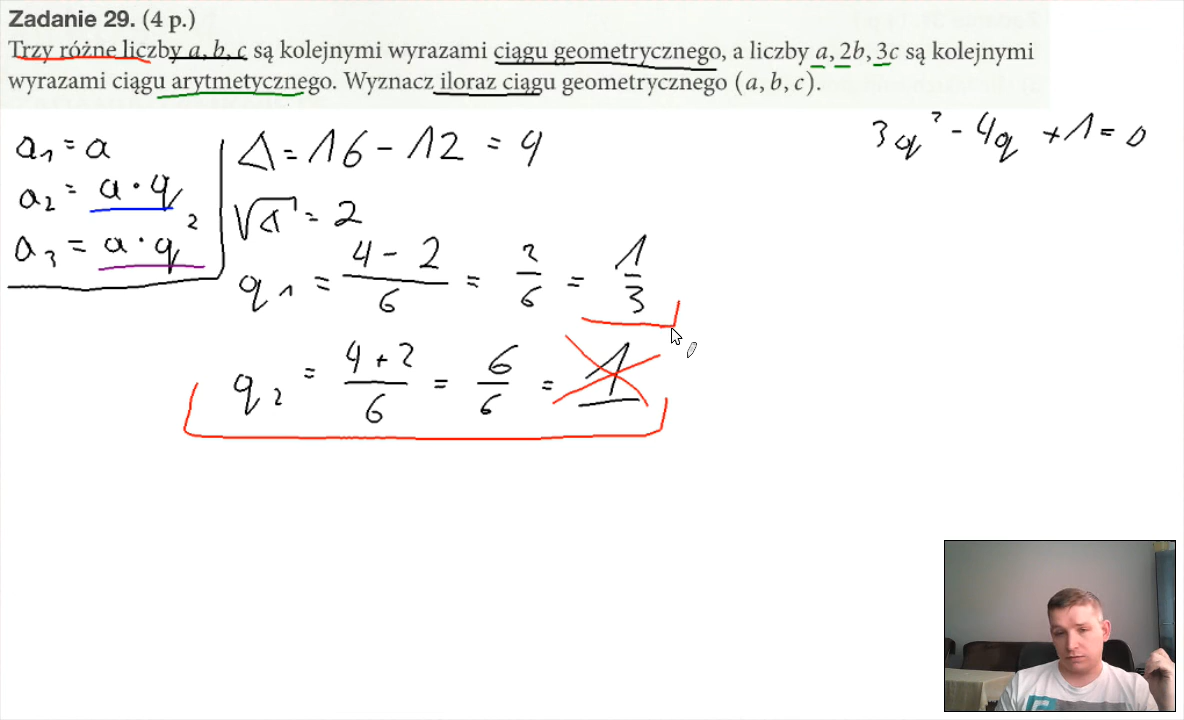 Zadanie 29. (4 p.)
Trzy różne liczby a, b, c są kolejnymi wyrazami ciągu geometrycznego, a liczby a, 2b, 3c są kolejnymi
wyrazami ciągu arytmetycznego. Wyznacz iloraz ciągu geometrycznego (a, b, c).
3q² - 4q + 1 = 0
a₁ = a
a₂ = a · q
a₃ = a · q²
Δ = 16 - 12 = 4
√Δ = 2
q₁ = (4 - 2)/6 = 2/6 = 1/3
q₂ = (4 + 2)/6 = 6/6 = 1